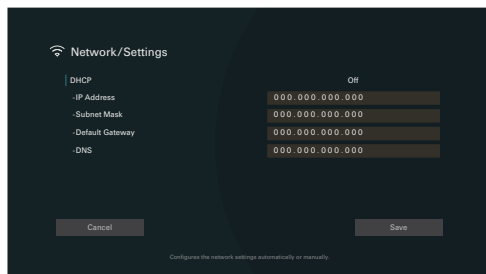 Network/Settings
DHCP Off
-IP Address 000.000.000.000
-Subnet Mask 000.000.000.000
-Default Gateway 000.000.000.000
-DNS 000.000.000.000
Cancel Save
Configures the network settings automatically or manually.